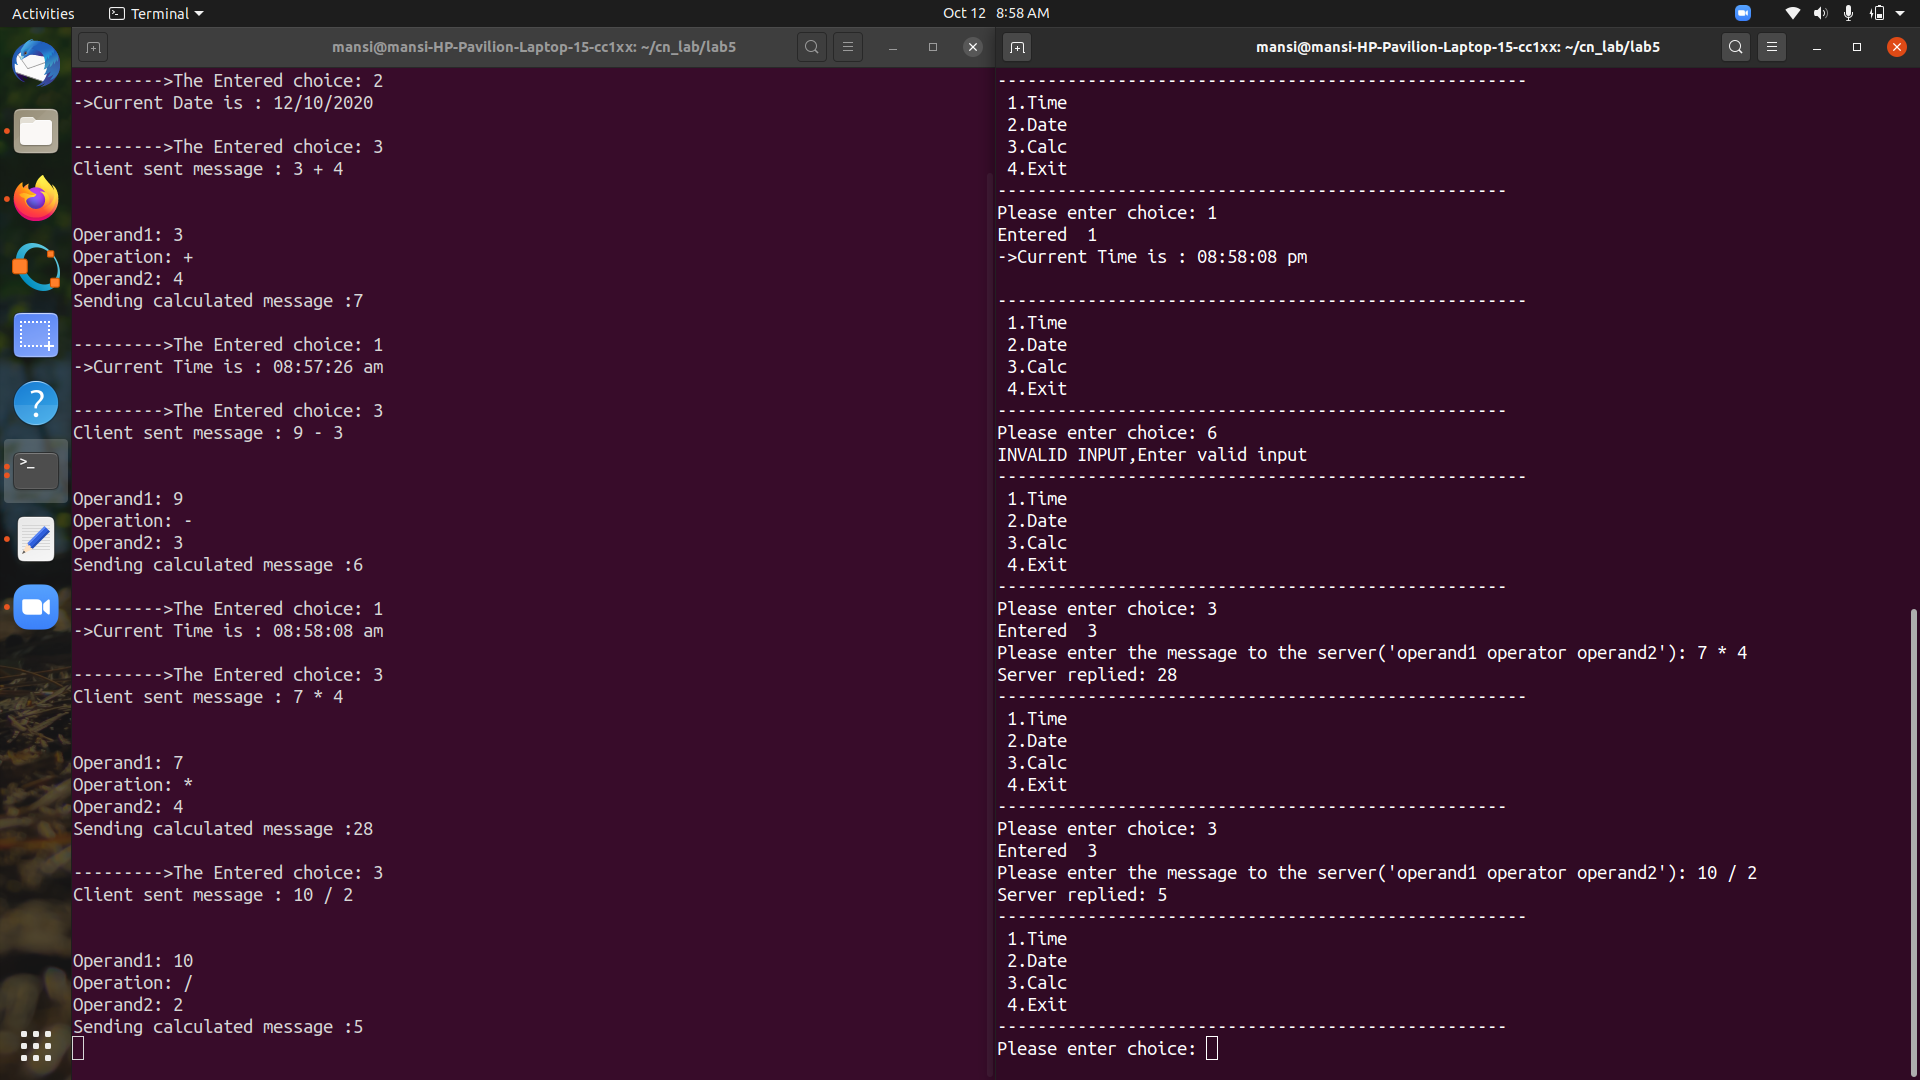 Activities
Terminal
Oct 12 8:58 AM
mansi@mansi-HP-Pavilion-Laptop-15-cc1xx: ~/cn_lab/lab5
--------->The Entered choice: 2
->Current Date is : 12/10/2020
--------->The Entered choice: 3
Client sent message : 3 + 4
Operand1: 3
Operation: +
Operand2: 4
Sending calculated message :7
--------->The Entered choice: 1
->Current Time is : 08:57:26 am
--------->The Entered choice: 3
Client sent message : 9 - 3
Operand1: 9
Operation: -
Operand2: 3
Sending calculated message :6
--------->The Entered choice: 1
->Current Time is : 08:58:08 am
--------->The Entered choice: 3
Client sent message : 7 * 4
Operand1: 7
Operation: *
Operand2: 4
Sending calculated message :28
--------->The Entered choice: 3
Client sent message : 10 / 2
Operand1: 10
Operation: /
Operand2: 2
Sending calculated message :5
mansi@mansi-HP-Pavilion-Laptop-15-cc1xx: ~/cn_lab/lab5
-----------------------------------------------------
1.Time
2.Date
3.Calc
4.Exit
---------------------------------------------------
Please enter choice: 1
Entered  1
->Current Time is : 08:58:08 pm
-----------------------------------------------------
1.Time
2.Date
3.Calc
4.Exit
---------------------------------------------------
Please enter choice: 6
INVALID INPUT,Enter valid input
-----------------------------------------------------
1.Time
2.Date
3.Calc
4.Exit
---------------------------------------------------
Please enter choice: 3
Entered  3
Please enter the message to the server('operand1 operator operand2'): 7 * 4
Server replied: 28
-----------------------------------------------------
1.Time
2.Date
3.Calc
4.Exit
---------------------------------------------------
Please enter choice: 3
Entered  3
Please enter the message to the server('operand1 operator operand2'): 10 / 2
Server replied: 5
-----------------------------------------------------
1.Time
2.Date
3.Calc
4.Exit
---------------------------------------------------
Please enter choice: